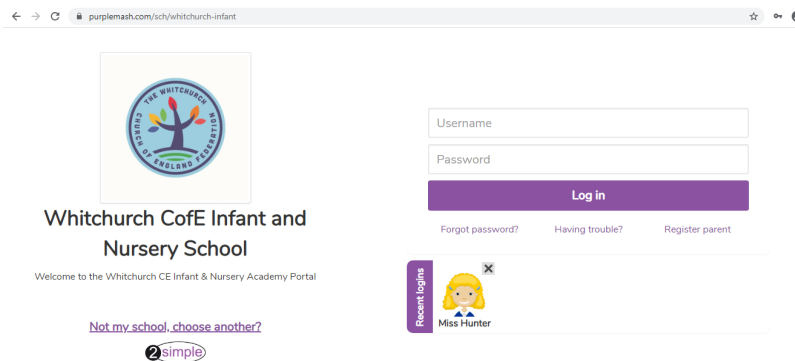 purplemash.com/sch/whitchurch-infant
THE WHITCHURCH
CHURCH OF ENGLAND FEDERATION
Whitchurch CofE Infant and
Nursery School
Welcome to the Whitchurch CE Infant & Nursery Academy Portal
Not my school, choose another?
2simple
Username
Password
Log in
Forgot password?
Having trouble?
Register parent
Recent logins
Miss Hunter